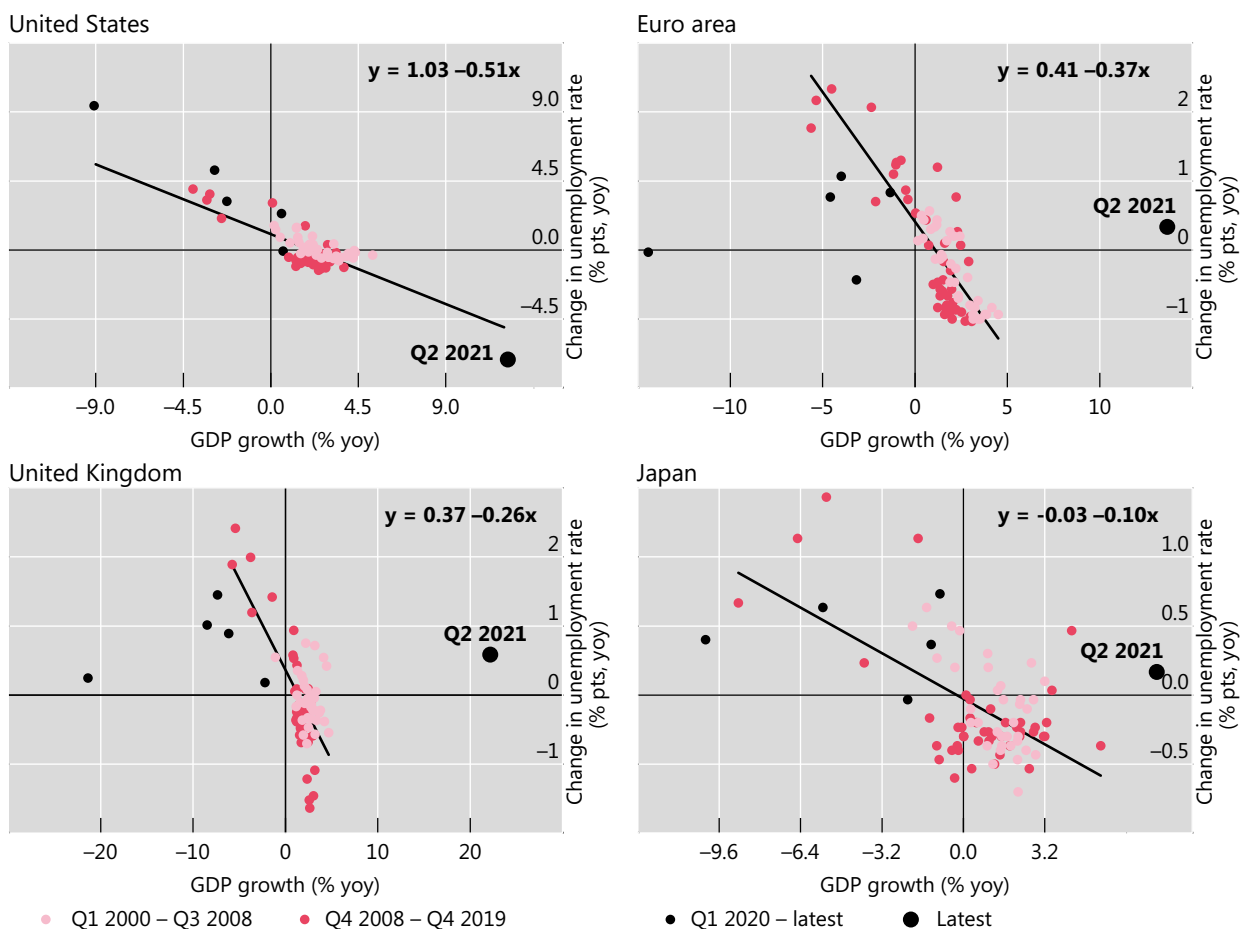 United States
y = 1.03 –0.51x
9.0
4.5
0.0
–4.5
Change in unemployment rate
(% pts, yoy)
Q2 2021
–9.0 –4.5 0.0 4.5 9.0
GDP growth (% yoy)
Euro area
y = 0.41 –0.37x
2
1
0
–1
Change in unemployment rate
(% pts, yoy)
Q2 2021
–10 –5 0 5 10
GDP growth (% yoy)
United Kingdom
y = 0.37 –0.26x
2
1
0
–1
Change in unemployment rate
(% pts, yoy)
Q2 2021
–20 –10 0 10 20
GDP growth (% yoy)
Japan
y = -0.03 –0.10x
1.0
0.5
0.0
–0.5
Change in unemployment rate
(% pts, yoy)
Q2 2021
–9.6 –6.4 –3.2 0.0 3.2
GDP growth (% yoy)
Q1 2000 – Q3 2008 Q4 2008 – Q4 2019 Q1 2020 – latest Latest